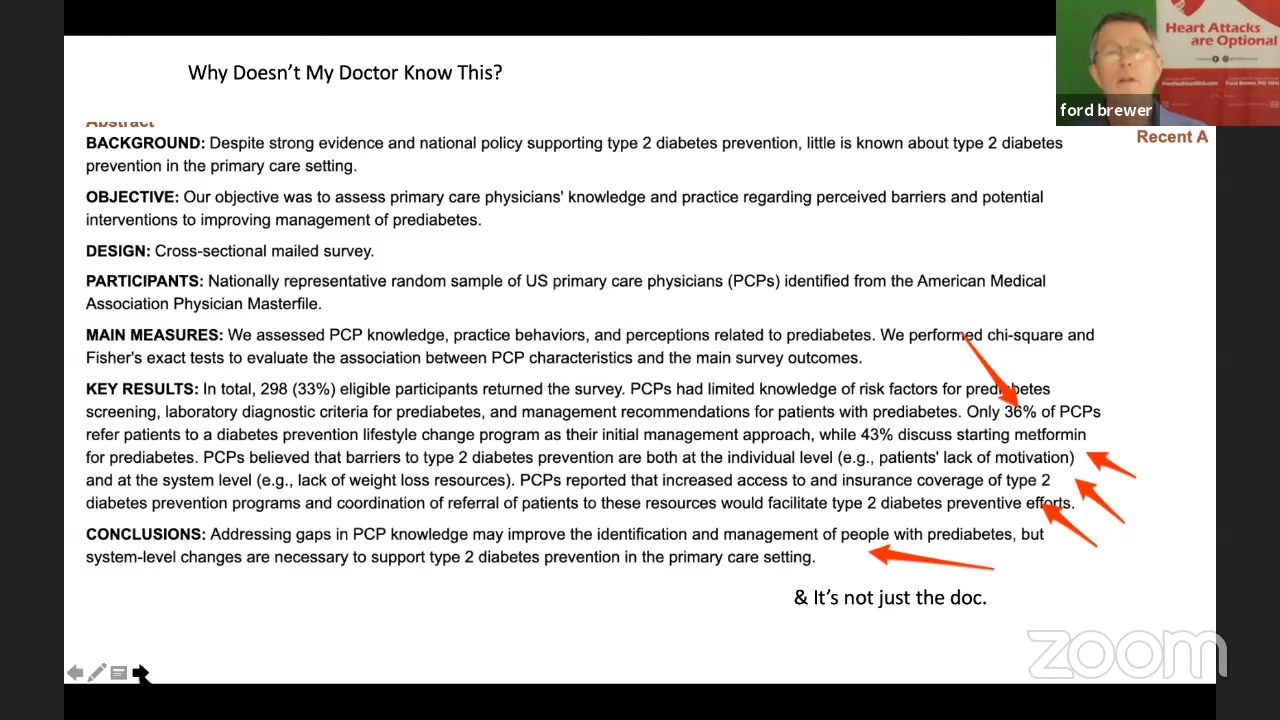 Why Doesn't My Doctor Know This?
Heart Attacks
are Optional
ford brewer
Abstract
Recent A
BACKGROUND: Despite strong evidence and national policy supporting type 2 diabetes prevention, little is known about type 2 diabetes
prevention in the primary care setting.
OBJECTIVE: Our objective was to assess primary care physicians' knowledge and practice regarding perceived barriers and potential
interventions to improving management of prediabetes.
DESIGN: Cross-sectional mailed survey.
PARTICIPANTS: Nationally representative random sample of US primary care physicians (PCPs) identified from the American Medical
Association Physician Masterfile.
MAIN MEASURES: We assessed PCP knowledge, practice behaviors, and perceptions related to prediabetes. We performed chi-square and
Fisher's exact tests to evaluate the association between PCP characteristics and the main survey outcomes.
KEY RESULTS: In total, 298 (33%) eligible participants returned the survey. PCPs had limited knowledge of risk factors for prediabetes
screening, laboratory diagnostic criteria for prediabetes, and management recommendations for patients with prediabetes. Only 36% of PCPs
refer patients to a diabetes prevention lifestyle change program as their initial management approach, while 43% discuss starting metformin
for prediabetes. PCPs believed that barriers to type 2 diabetes prevention are both at the individual level (e.g., patients' lack of motivation)
and at the system level (e.g., lack of weight loss resources). PCPs reported that increased access to and insurance coverage of type 2
diabetes prevention programs and coordination of referral of patients to these resources would facilitate type 2 diabetes preventive efforts.
CONCLUSIONS: Addressing gaps in PCP knowledge may improve the identification and management of people with prediabetes, but
system-level changes are necessary to support type 2 diabetes prevention in the primary care setting.
& It's not just the doc.
zoom